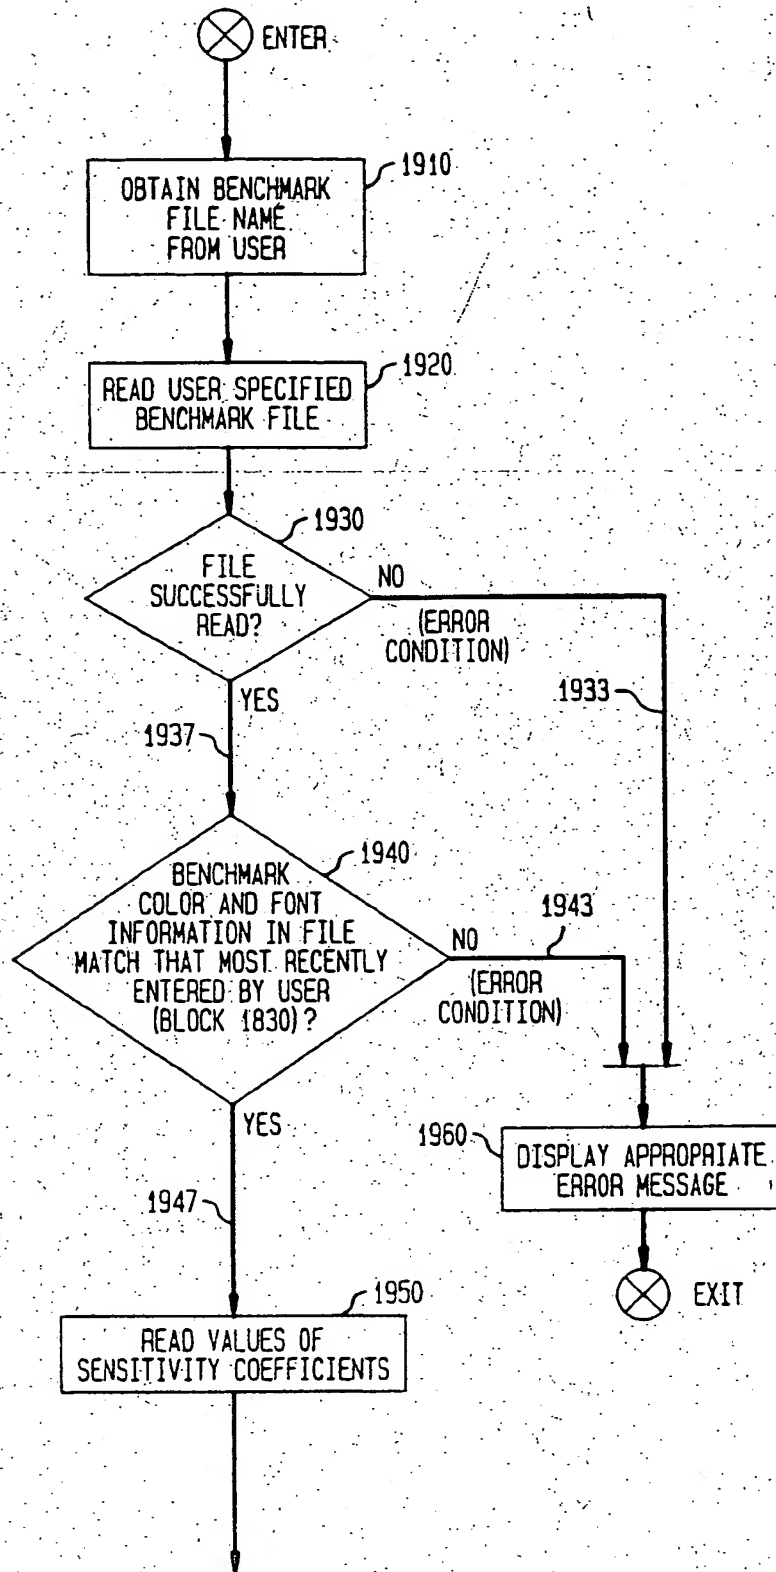 ENTER
1910
OBTAIN BENCHMARK
FILE NAME
FROM USER
1920
READ USER SPECIFIED
BENCHMARK FILE
1930
FILE
SUCCESSFULLY
READ?
NO
(ERROR
CONDITION)
1933
YES
1937
1940
BENCHMARK
COLOR AND FONT
INFORMATION IN FILE
MATCH THAT MOST RECENTLY
ENTERED BY USER
(BLOCK 1830)?
1943
NO
(ERROR
CONDITION)
YES
1960
DISPLAY APPROPRIATE
ERROR MESSAGE
1947
EXIT
1950
READ VALUES OF
SENSITIVITY COEFFICIENTS